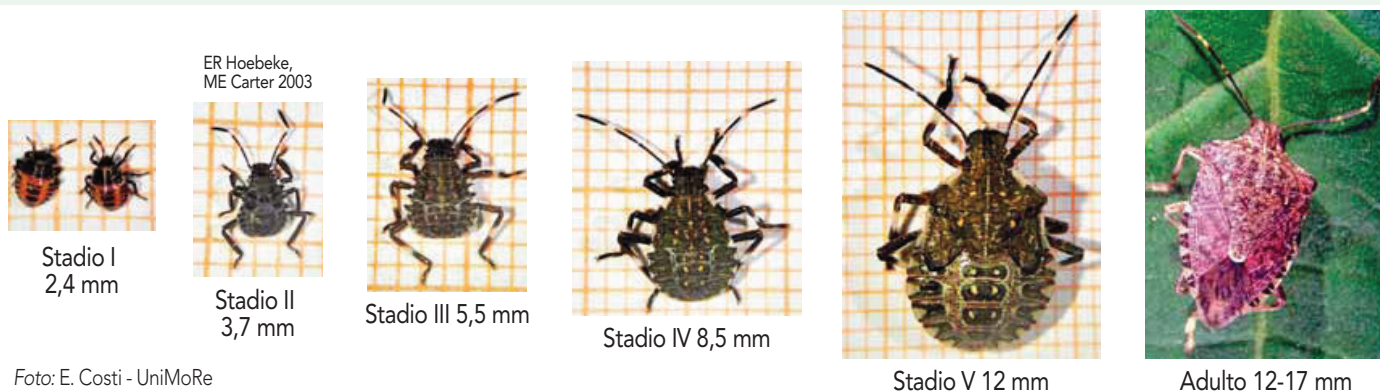 ER Hoebeke,
ME Carter 2003
Stadio I
2,4 mm
Stadio II
3,7 mm
Stadio III 5,5 mm
Stadio IV 8,5 mm
Stadio V 12 mm
Adulto 12-17 mm
Foto: E. Costi - UniMoRe